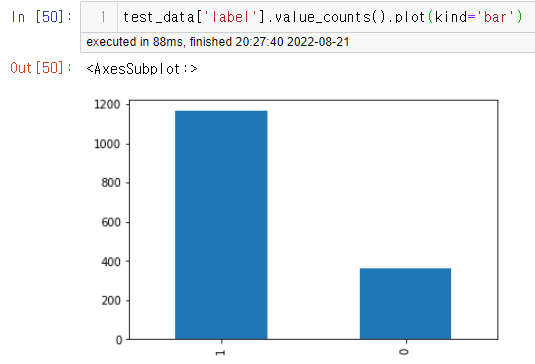 In [50]: 1 test_data['label'].value_counts().plot(kind='bar')
executed in 88ms, finished 20:27:40 2022-08-21
Out[50]: <AxesSubplot:>
1200
1000
800
600
400
200
0
1 0